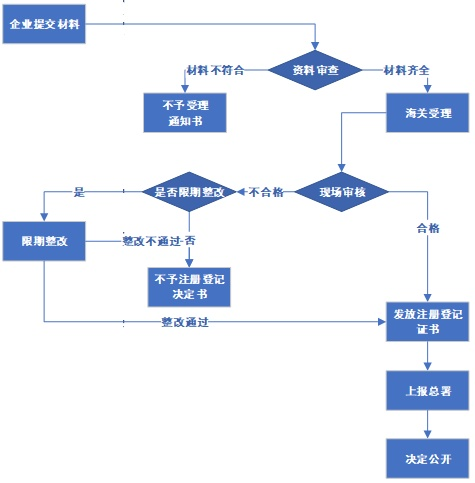 企业提交材料
资料审查
材料不符合
材料齐全
不予受理
通知书
海关受理
是
是否限期整改
不合格
现场审核
合格
限期整改
整改不通过
否
不予注册登记
决定书
发放注册登记
证书
整改通过
上报总署
决定公开